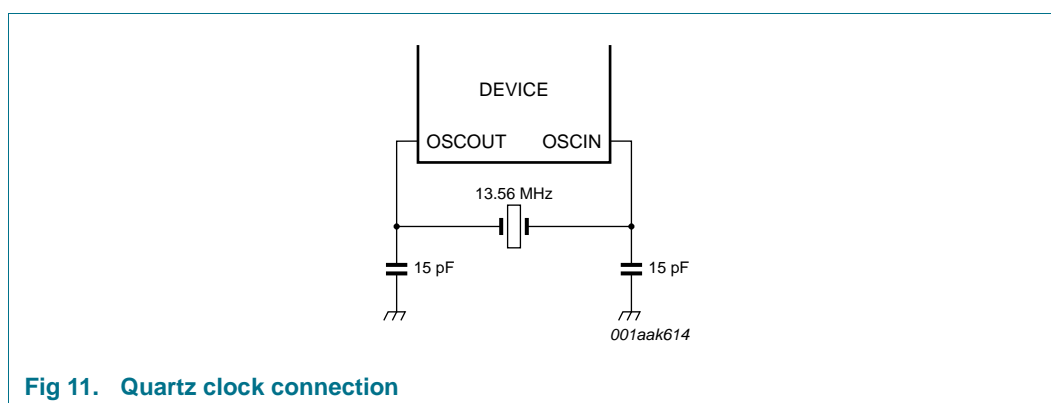 DEVICE
OSCOUT OSCIN
13.56 MHz
15 pF 15 pF
001aak614
Fig 11. Quartz clock connection